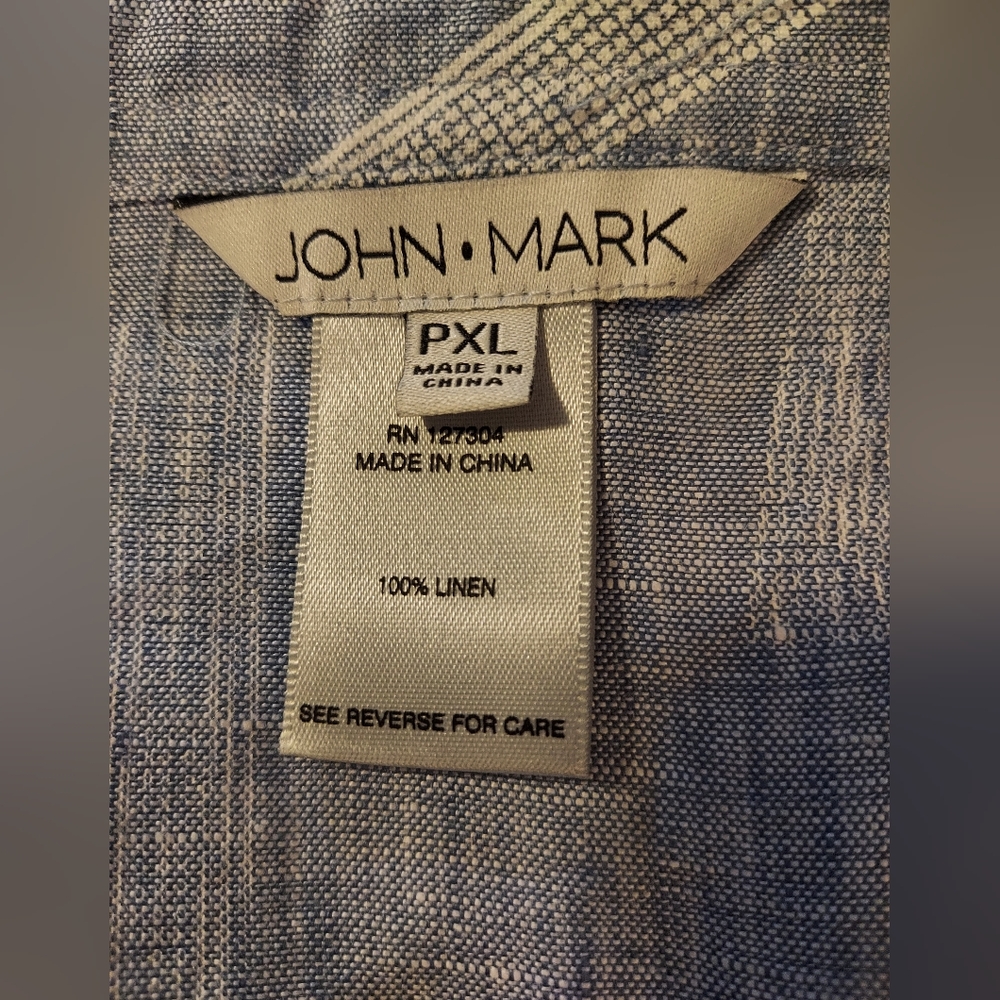 JOHN • MARK
PXL
MADE IN
CHINA
RN 127304
MADE IN CHINA
100% LINEN
SEE REVERSE FOR CARE